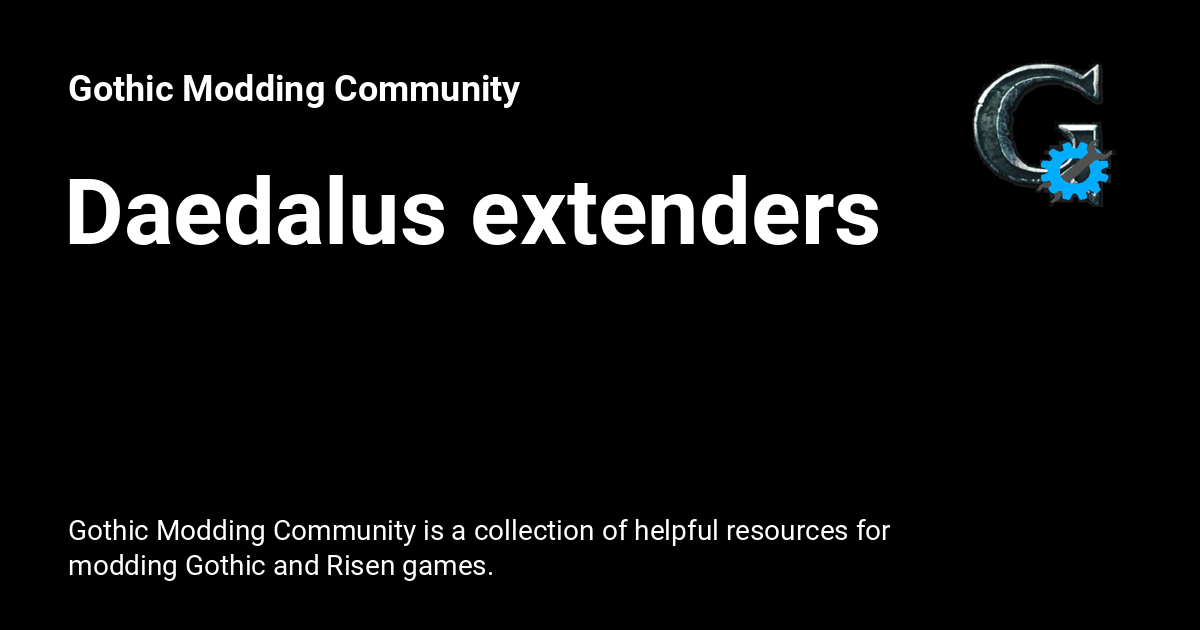 Gothic Modding Community
Daedalus extenders
Gothic Modding Community is a collection of helpful resources for
modding Gothic and Risen games.